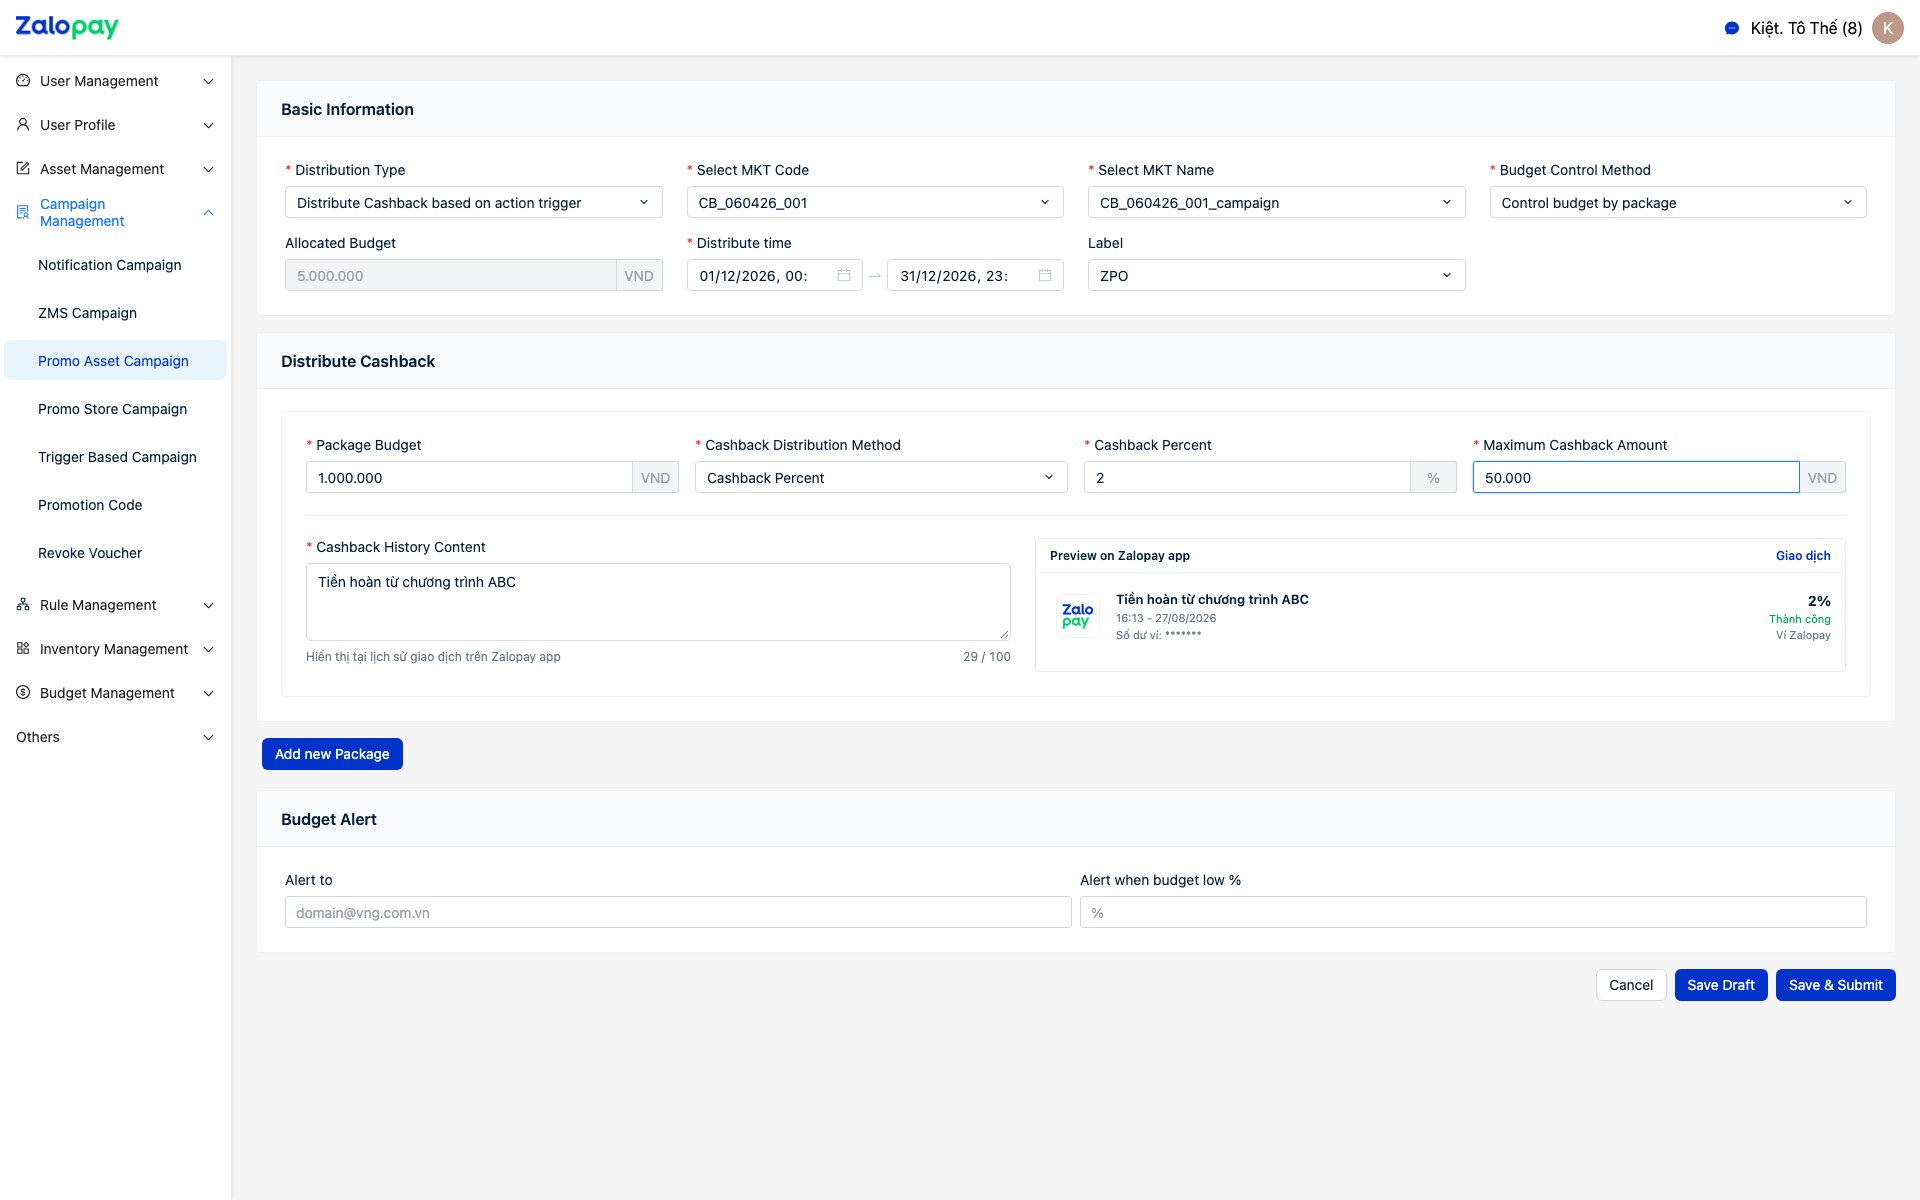 Zalopay
Kiệt. Tô Thế (8)
K
User Management
User Profile
Asset Management
Campaign Management
Notification Campaign
ZMS Campaign
Promo Asset Campaign
Promo Store Campaign
Trigger Based Campaign
Promotion Code
Revoke Voucher
Rule Management
Inventory Management
Budget Management
Others
Basic Information
* Distribution Type
Distribute Cashback based on action trigger
* Select MKT Code
CB_060426_001
* Select MKT Name
CB_060426_001_campaign
* Budget Control Method
Control budget by package
Allocated Budget
5.000.000 VND
* Distribute time
01/12/2026, 00: → 31/12/2026, 23:
Label
ZPO
Distribute Cashback
* Package Budget
1.000.000 VND
* Cashback Distribution Method
Cashback Percent
* Cashback Percent
2 %
* Maximum Cashback Amount
50.000 VND
* Cashback History Content
Tiền hoàn từ chương trình ABC
Hiển thị tại lịch sử giao dịch trên Zalopay app 29 / 100
Preview on Zalopay app Giao dịch
Zalo pay
Tiền hoàn từ chương trình ABC
16:13 - 27/08/2026
Số dư ví: *******
2%
Thành công
Ví Zalopay
Add new Package
Budget Alert
Alert to
domain@vng.com.vn
Alert when budget low %
%
Cancel Save Draft Save & Submit